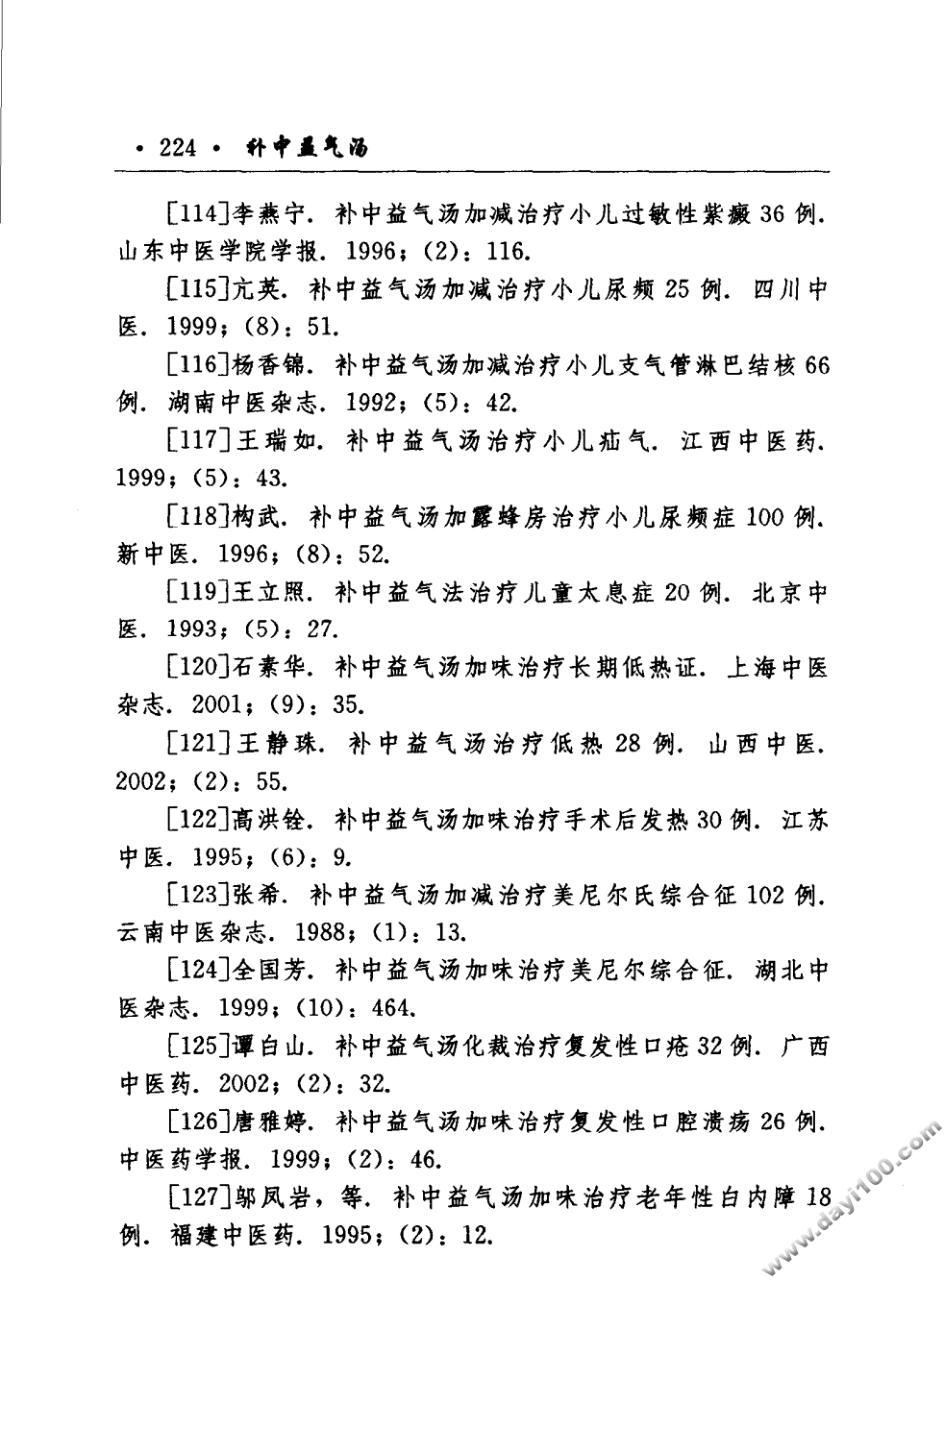 · 224 · 补中益气汤
[114]李燕宁. 补中益气汤加减治疗小儿过敏性紫癜 36 例.
山东中医学院学报. 1996; (2): 116.
[115]亢英. 补中益气汤加减治疗小儿尿频 25 例. 四川中
医. 1999; (8): 51.
[116]杨香锦. 补中益气汤加减治疗小儿支气管淋巴结核 66
例. 湖南中医杂志. 1992; (5): 42.
[117]王瑞如. 补中益气汤治疗小儿疝气. 江西中医药.
1999; (5): 43.
[118]构武. 补中益气汤加露蜂房治疗小儿尿频症 100 例.
新中医. 1996; (8): 52.
[119]王立照. 补中益气法治疗儿童太息症 20 例. 北京中
医. 1993; (5): 27.
[120]石素华. 补中益气汤加味治疗长期低热证. 上海中医
杂志. 2001; (9): 35.
[121]王静珠. 补中益气汤治疗低热 28 例. 山西中医.
2002; (2): 55.
[122]高洪铨. 补中益气汤加味治疗手术后发热 30 例. 江苏
中医. 1995; (6): 9.
[123]张希. 补中益气汤加减治疗美尼尔氏综合征 102 例.
云南中医杂志. 1988; (1): 13.
[124]全国芳. 补中益气汤加味治疗美尼尔综合征. 湖北中
医杂志. 1999; (10): 464.
[125]谭白山. 补中益气汤化裁治疗复发性口疮 32 例. 广西
中医药. 2002; (2): 32.
[126]唐雅婷. 补中益气汤加味治疗复发性口腔溃疡 26 例.
中医药学报. 1999; (2): 46.
[127]邬凤岩, 等. 补中益气汤加味治疗老年性白内障 18
例. 福建中医药. 1995; (2): 12.
www.dayi100.com